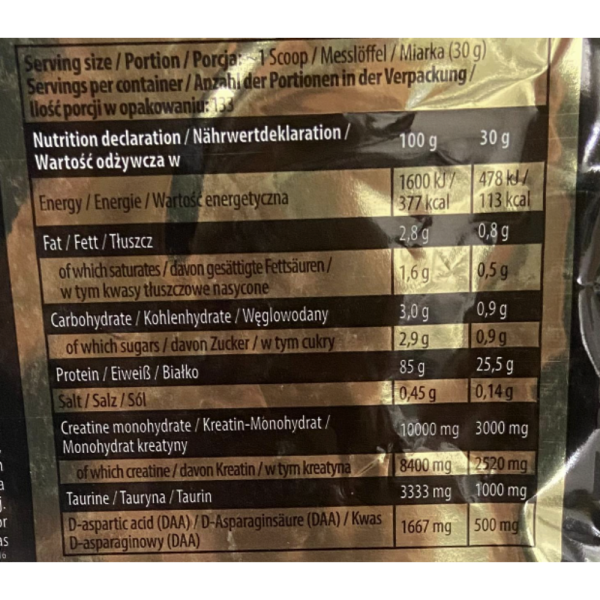 Serving size / Portion / Porcja: ~1 Scoop / Messlöffel / Miarka (30 g)
Servings per container / Anzahl der Portionen in der Verpackung /
Ilość porcji w opakowaniu: 133
Nutrition declaration / Nährwertdeklaration / 100 g 30 g
Wartość odżywcza w
Energy / Energie / Wartość energetyczna 1600 kJ / 377 kcal 478 kJ / 113 kcal
Fat / Fett / Tłuszcz 2,8 g 0,8 g
of which saturates / davon gesättigte Fettsäuren / 1,6 g 0,5 g
w tym kwasy tłuszczowe nasycone
Carbohydrate / Kohlenhydrate / Węglowodany 3,0 g 0,9 g
of which sugars / davon Zucker / w tym cukry 2,9 g 0,9 g
Protein / Eiweiß / Białko 85 g 25,5 g
Salt / Salz / Sól 0,45 g 0,14 g
Creatine monohydrate / Kreatin-Monohydrat / 10000 mg 3000 mg
Monohydrat kreatyny
of which creatine / davon Kreatin / w tym kreatyna 8400 mg 2520 mg
Taurine / Tauryna / Taurin 3333 mg 1000 mg
D-aspartic acid (DAA) / D-Asparaginsäure (DAA) / Kwas 1667 mg 500 mg
D-asparaginowy (DAA)